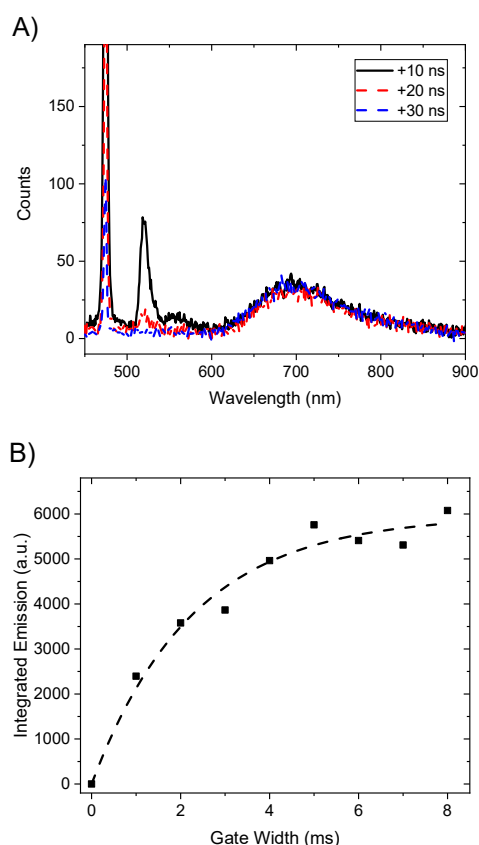 A)
+10 ns
+20 ns
+30 ns
150
100
50
0
Counts
500 600 700 800 900
Wavelength (nm)
B)
6000
5000
4000
3000
2000
1000
0
Integrated Emission (a.u.)
0 2 4 6 8
Gate Width (ms)